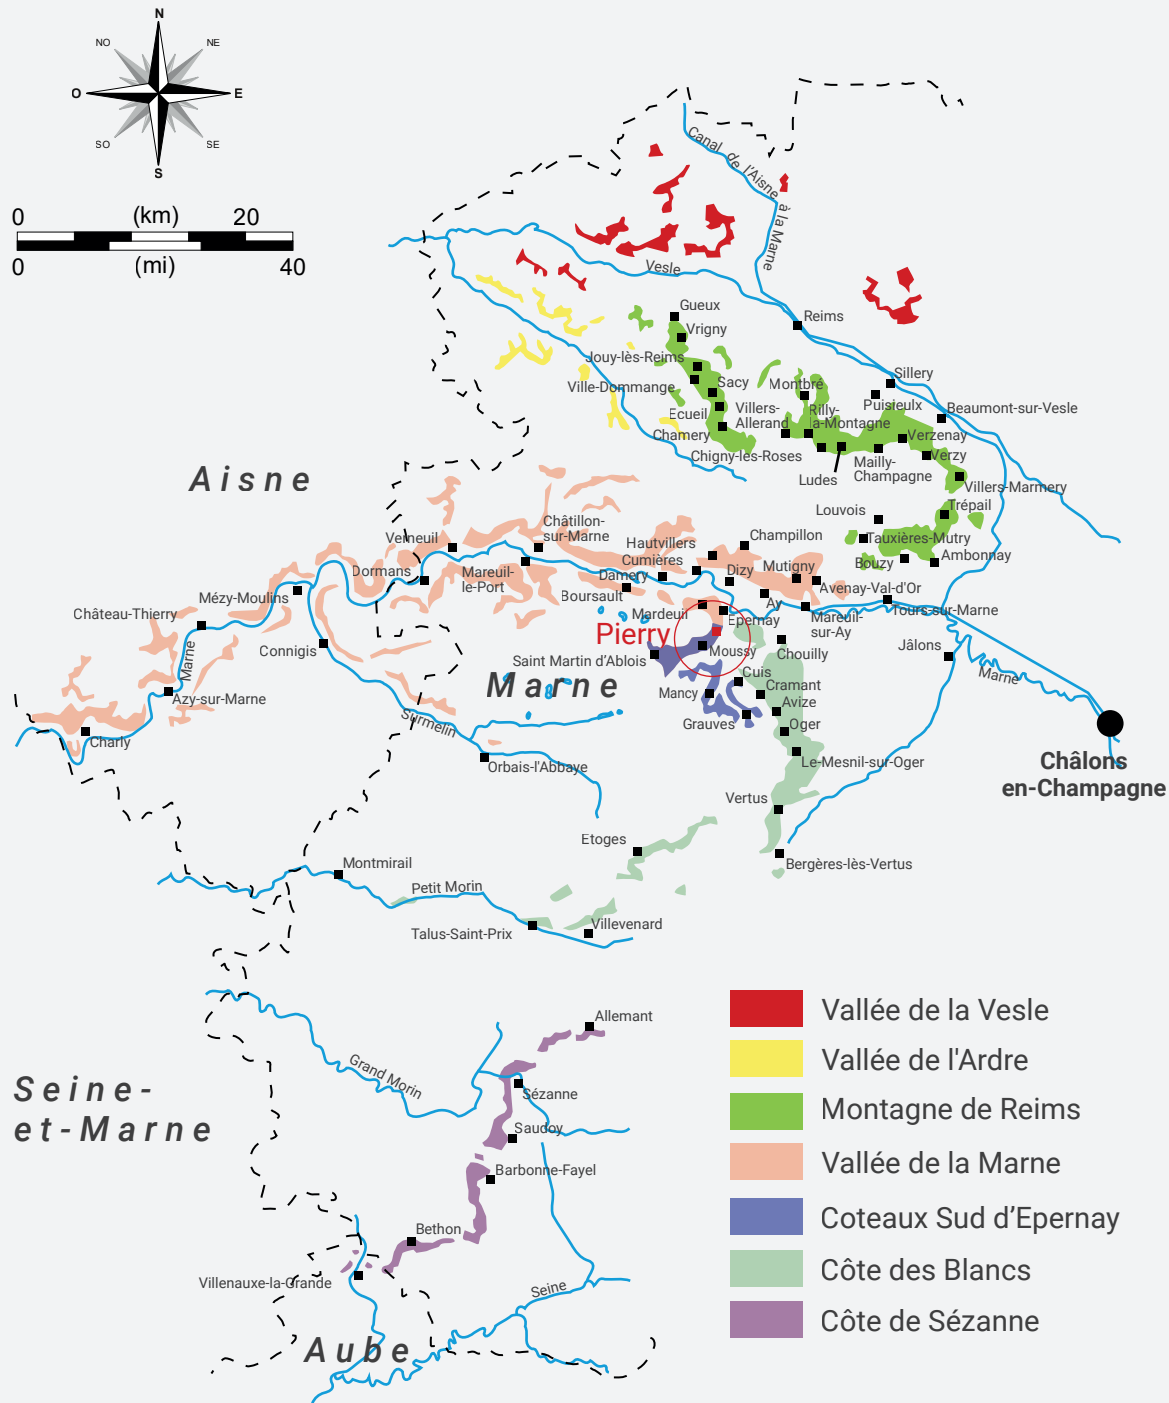 N
NO
NE
O
E
SO
SE
S
0
(km)
20
0
(mi)
40
Canal de l'Aisne à la Marne
Vesle
Gueux
Reims
Vrigny
Jouy-lès-Reims
Sillery
Ville-Dommange
Sacy
Montbré
Puisieulx
Ecueil
Villers-
Allerand
Rilly-
la-Montagne
Beaumont-sur-Vesle
Chamery
Verzenay
Chigny-les-Roses
Verzy
Mailly-
Champagne
Ludes
Villers-Marmery
Aisne
Louvois
Trépail
Châtillon-
sur-Marne
Verneuil
Hautvillers
Champillon
Tauxières-Mutry
Ambonnay
Cumières
Bouzy
Dormans
Mareuil-
le-Port
Damery
Dizy
Mutigny
Avenay-Val-d'Or
Mézy-Moulins
Boursault
Ay
Château-Thierry
Mardeuil
Epernay
Mareuil-
sur-Ay
Tours-sur-Marne
Pierry
Marne
Connigis
Moussy
Chouilly
Jâlons
Saint Martin d’Ablois
Marne
Cuis
Marne
Azy-sur-Marne
Mancy
Cramant
Avize
Surmelin
Grauves
Oger
Charly
Orbais-l'Abbaye
Le-Mesnil-sur-Oger
Châlons
en-Champagne
Vertus
Etoges
Montmirail
Bergères-lès-Vertus
Petit Morin
Talus-Saint-Prix
Villevenard
Allemant
Vallée de la Vesle
Grand Morin
Vallée de l'Ardre
Seine-
et-Marne
Sézanne
Montagne de Reims
Saudoy
Barbonne-Fayel
Vallée de la Marne
Bethon
Coteaux Sud d’Epernay
Villenauxe-la-Grande
Côte des Blancs
Seine
Aube
Côte de Sézanne